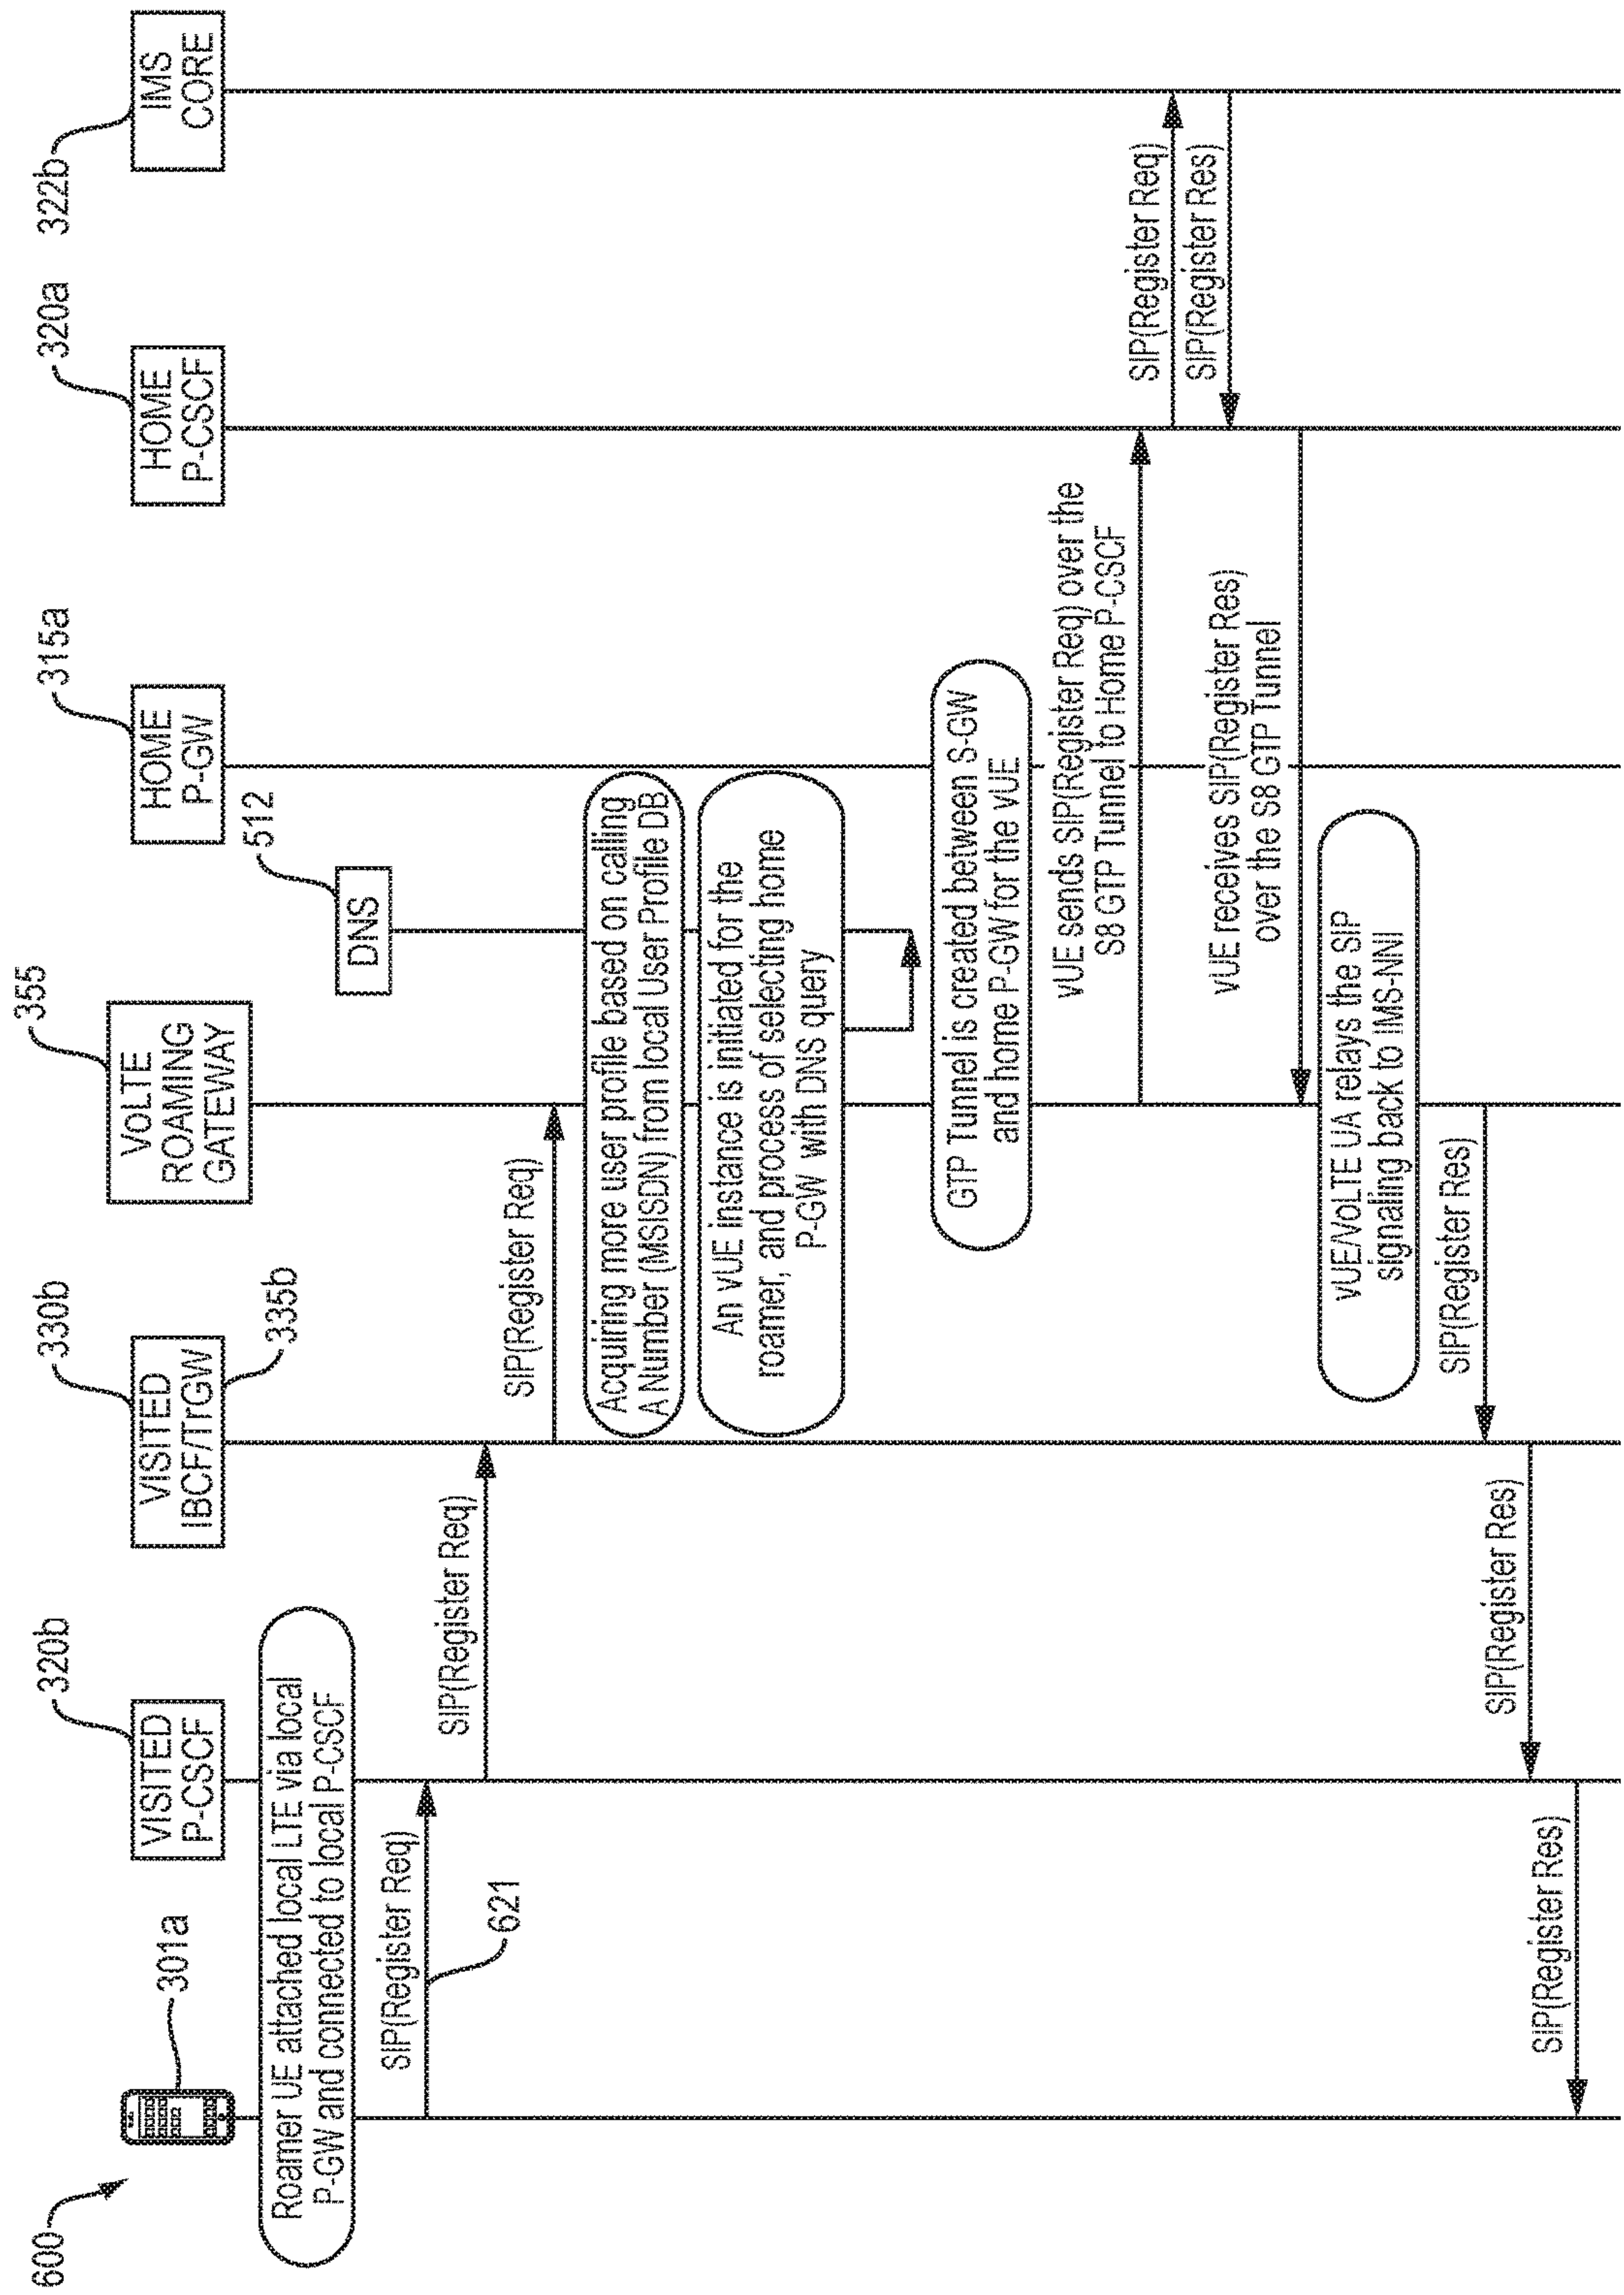 600
301a
320b
330b
335b
355
512
315a
320a
322b
VISITED
P-CSCF
VISITED
IBCF/TrGW
VoLTE
ROAMING
GATEWAY
DNS
HOME
P-GW
HOME
P-CSCF
IMS
CORE
Roamer UE attached local LTE via local
P-GW and connected to local P-CSCF
SIP(Register Req)
621
SIP(Register Req)
SIP(Register Req)
Acquiring more user profile based on calling
A Number (MSISDN) from local User Profile DB
An vUE instance is initiated for the
roamer, and process of selecting home
P-GW with DNS query
GTP Tunnel is created between S-GW
and home P-GW for the vUE
vUE sends SIP(Register Req) over the
S8 GTP Tunnel to Home P-CSCF
SIP(Register Req)
SIP(Register Res)
vUE receives SIP(Register Res)
over the S8 GTP Tunnel
vUE/VoLTE UA relays the SIP
signaling back to IMS-NNI
SIP(Register Res)
SIP(Register Res)
SIP(Register Res)